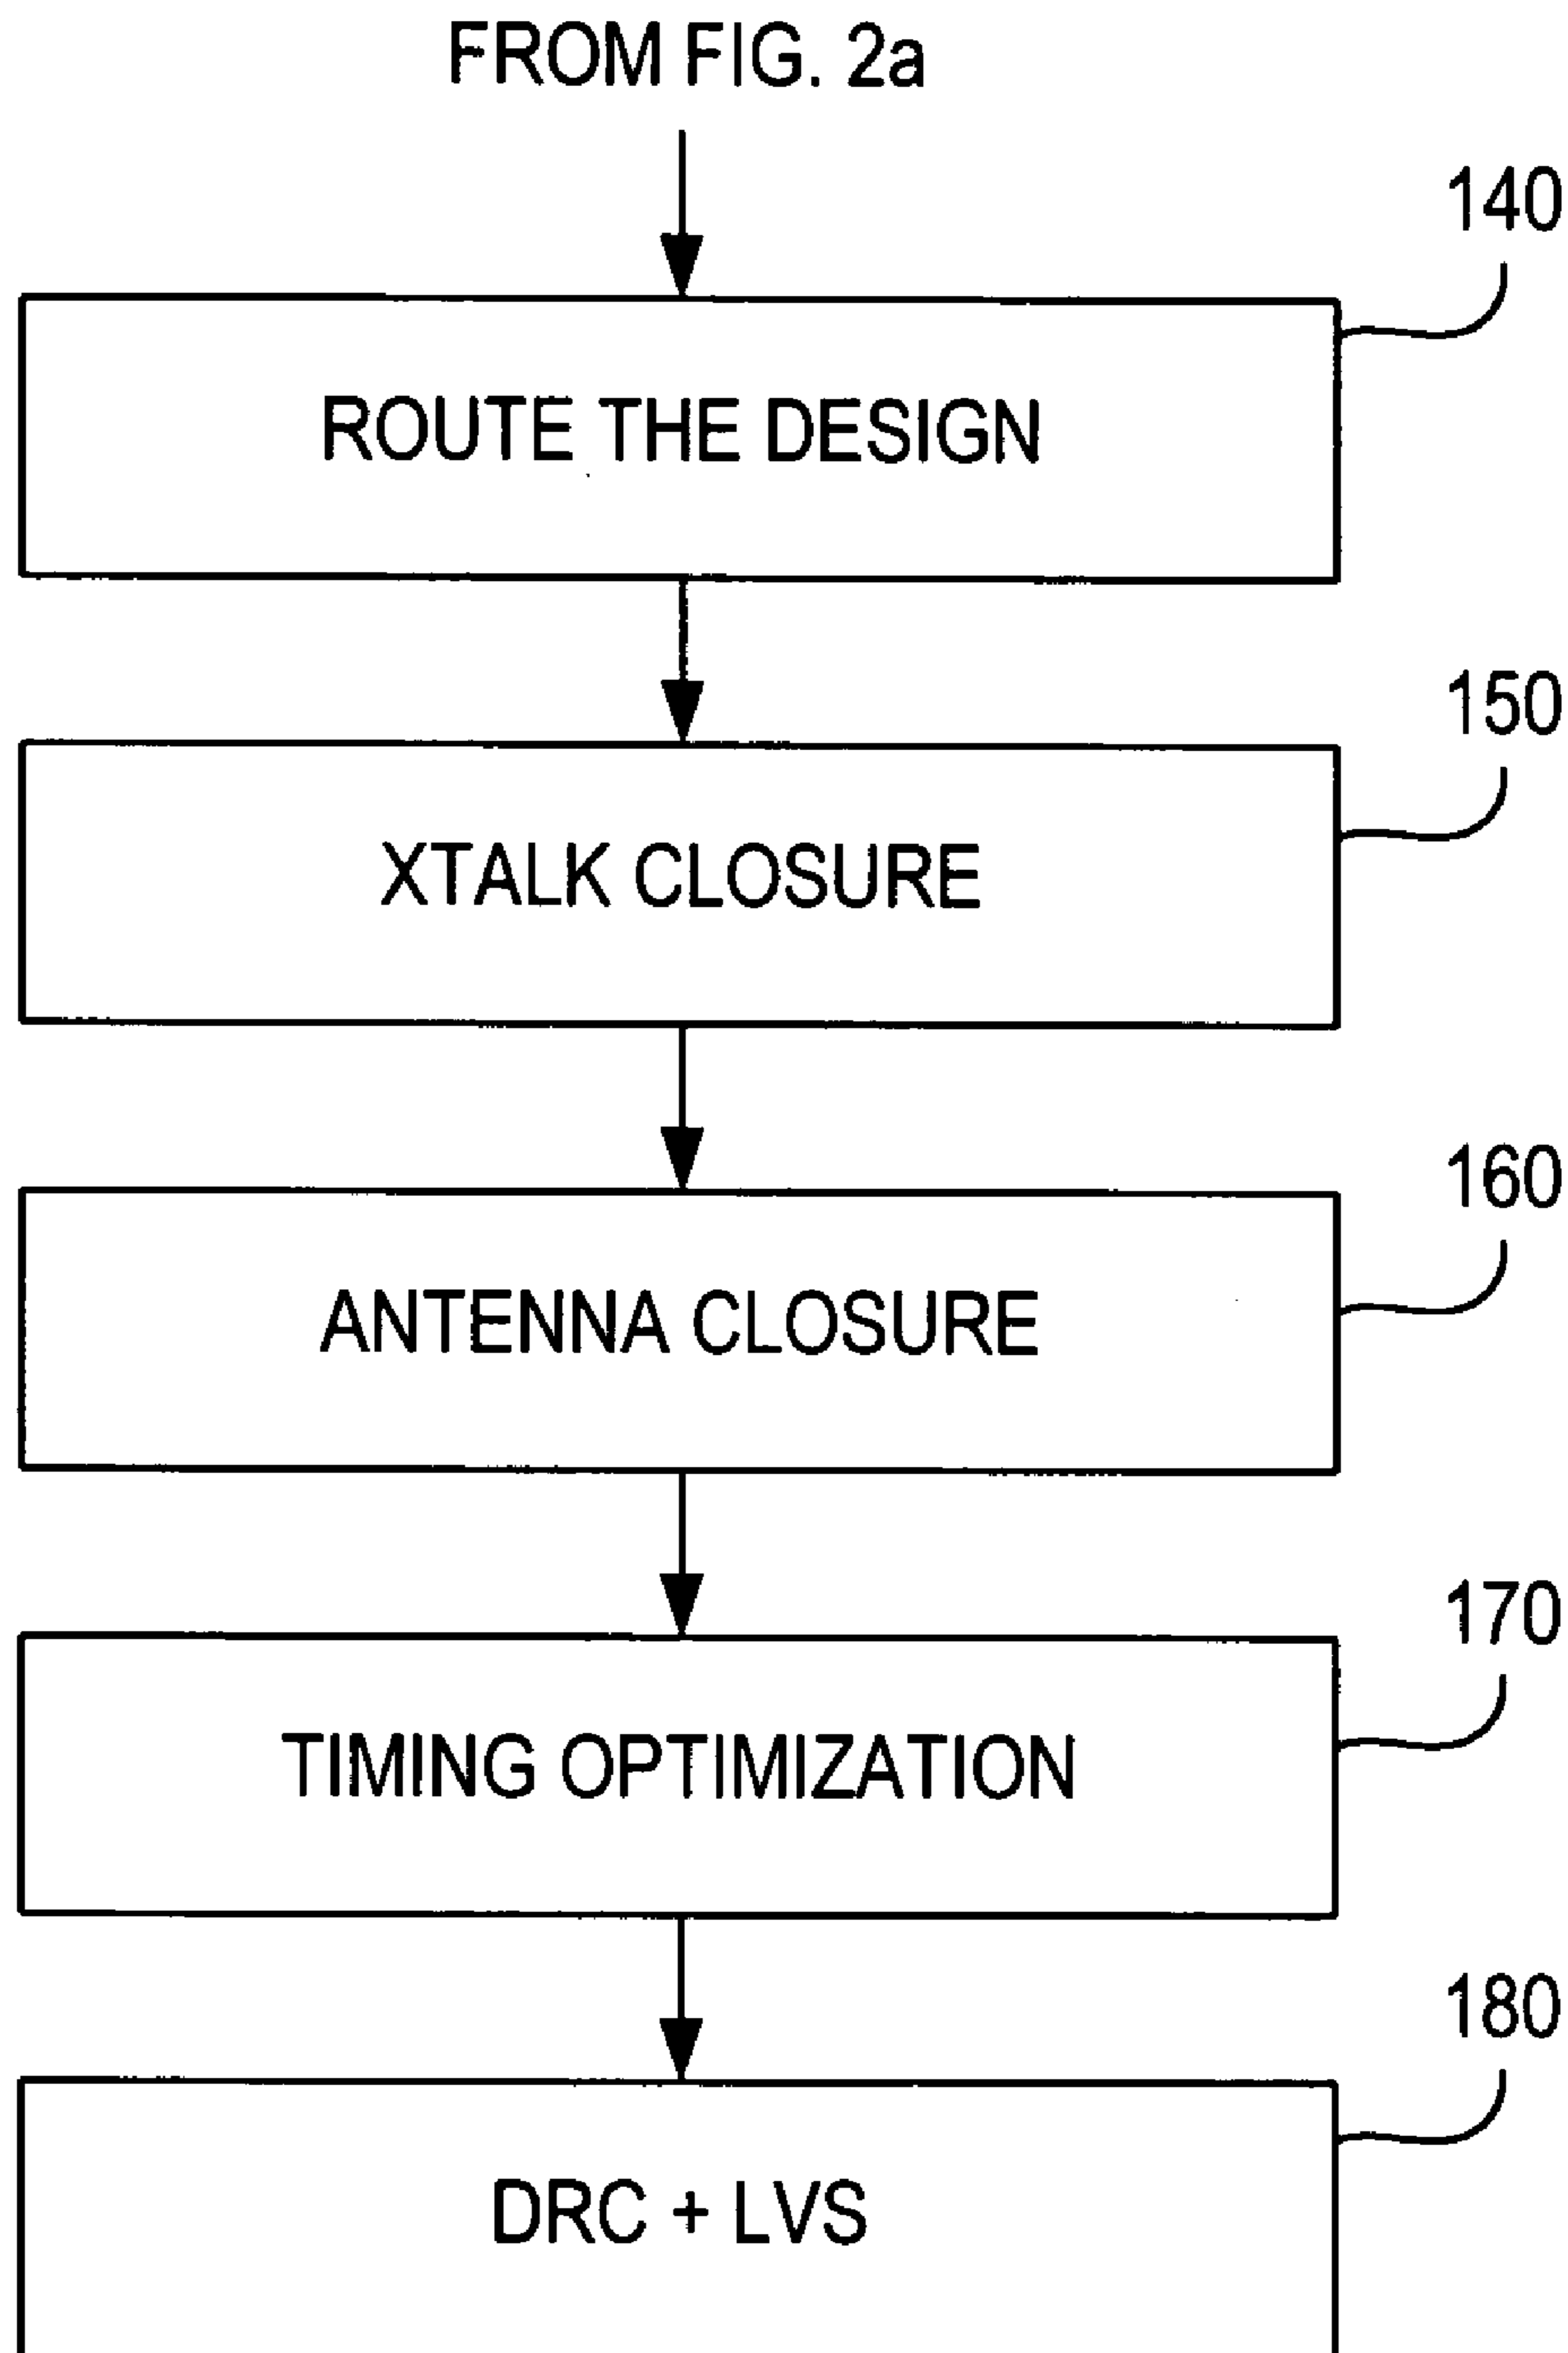 FROM FIG. 2a
140
ROUTE THE DESIGN
150
XTALK CLOSURE
160
ANTENNA CLOSURE
170
TIMING OPTIMIZATION
180
DRC + LVS